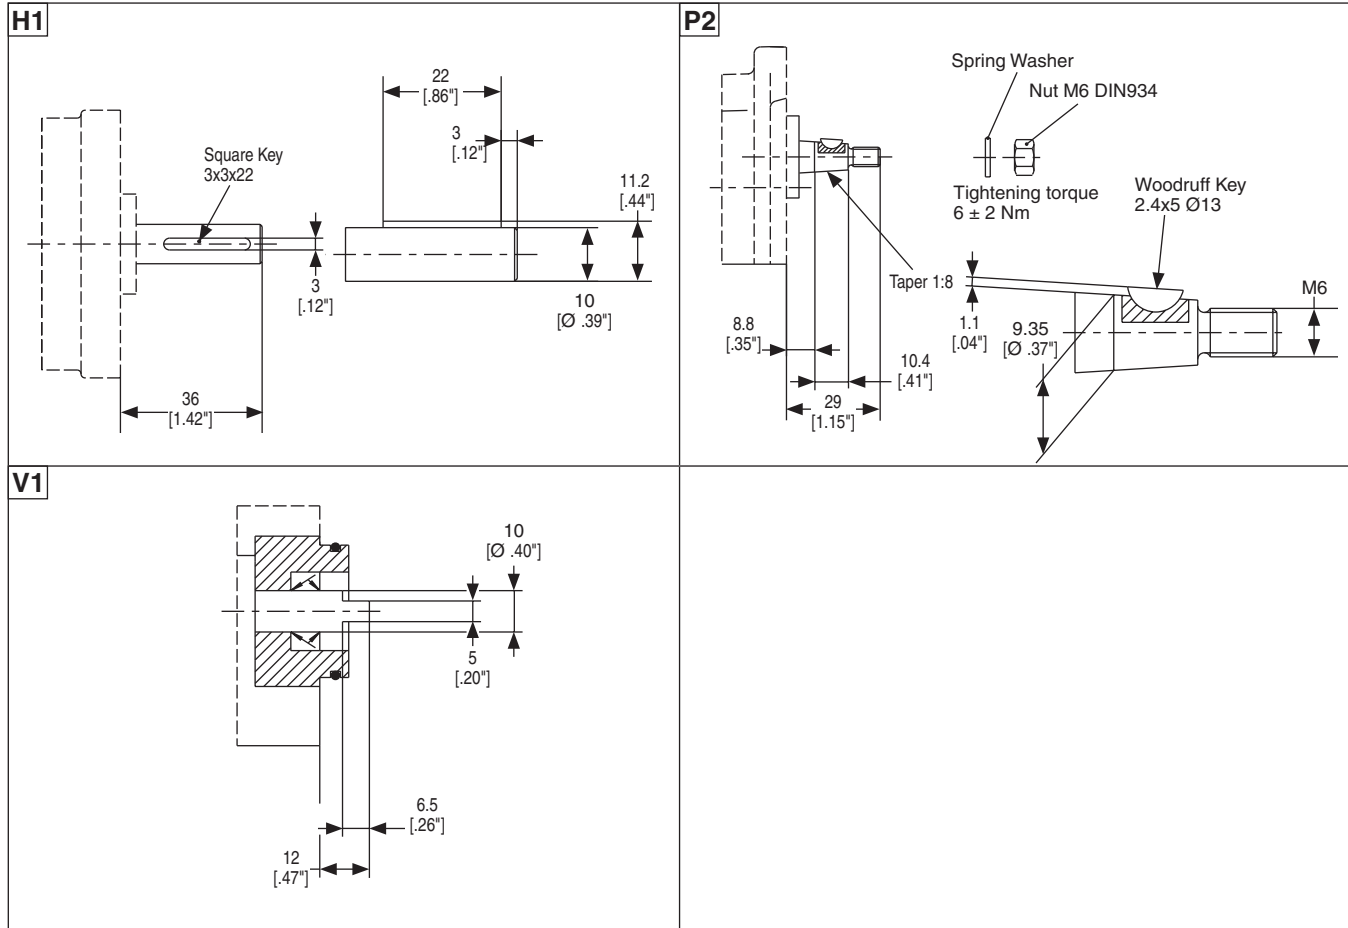 H1
22
[.86"]
3
[.12"]
Square Key
3x3x22
11.2
[.44"]
3
[.12"]
10
[Ø .39"]
36
[1.42"]
P2
Spring Washer
Nut M6 DIN934
Tightening torque
6 ± 2 Nm
Woodruff Key
2.4x5 Ø13
Taper 1:8
M6
8.8
[.35"]
1.1
[.04"]
9.35
[Ø .37"]
10.4
[.41"]
29
[1.15"]
V1
10
[Ø .40"]
5
[.20"]
6.5
[.26"]
12
[.47"]